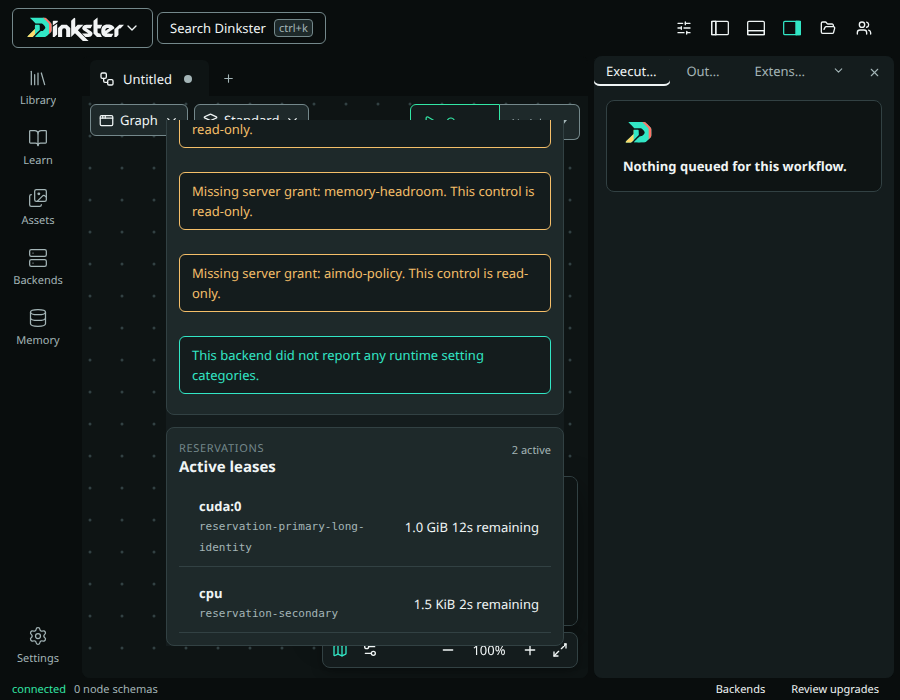 Dinkster
Search Dinkster ctrl+k
Library
Learn
Assets
Backends
Memory
Settings
Untitled
Graph
Standard
read-only.
Missing server grant: memory-headroom. This control is
read-only.
Missing server grant: aimdo-policy. This control is read-
only.
This backend did not report any runtime setting
categories.
RESERVATIONS
Active leases
2 active
cuda:0
reservation-primary-long-
identity
1.0 GiB 12s remaining
cpu
reservation-secondary
1.5 KiB 2s remaining
100%
Execut...
Out...
Extens...
Nothing queued for this workflow.
connected 0 node schemas
Backends
Review upgrades